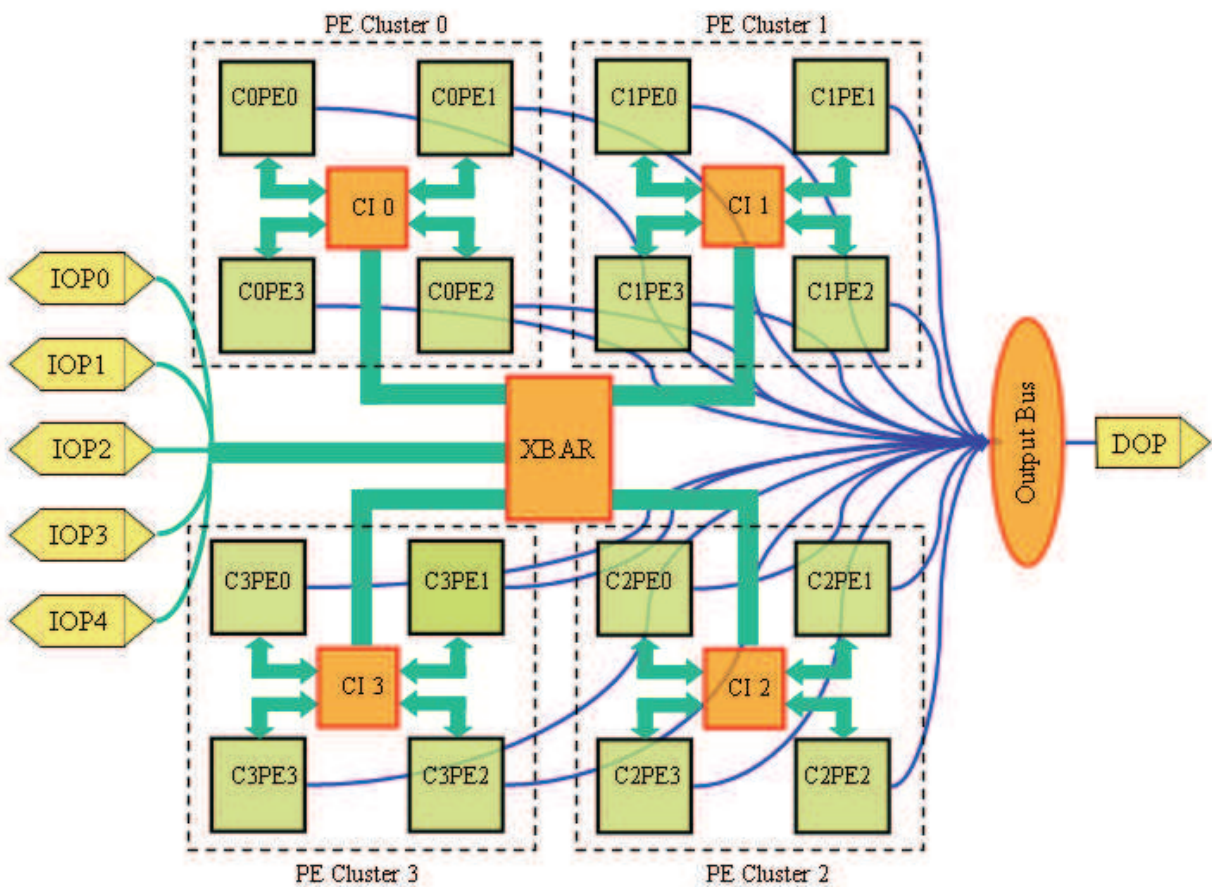 PE Cluster 0
PE Cluster 1
C0PE0
C0PE1
C1PE0
C1PE1
CI 0
CI 1
C0PE3
C0PE2
C1PE3
C1PE2
IOP0
IOP1
IOP2
IOP3
IOP4
XBAR
Output Bus
DOP
C3PE0
C3PE1
C2PE0
C2PE1
CI 3
CI 2
C3PE3
C3PE2
C2PE3
C2PE2
PE Cluster 3
PE Cluster 2